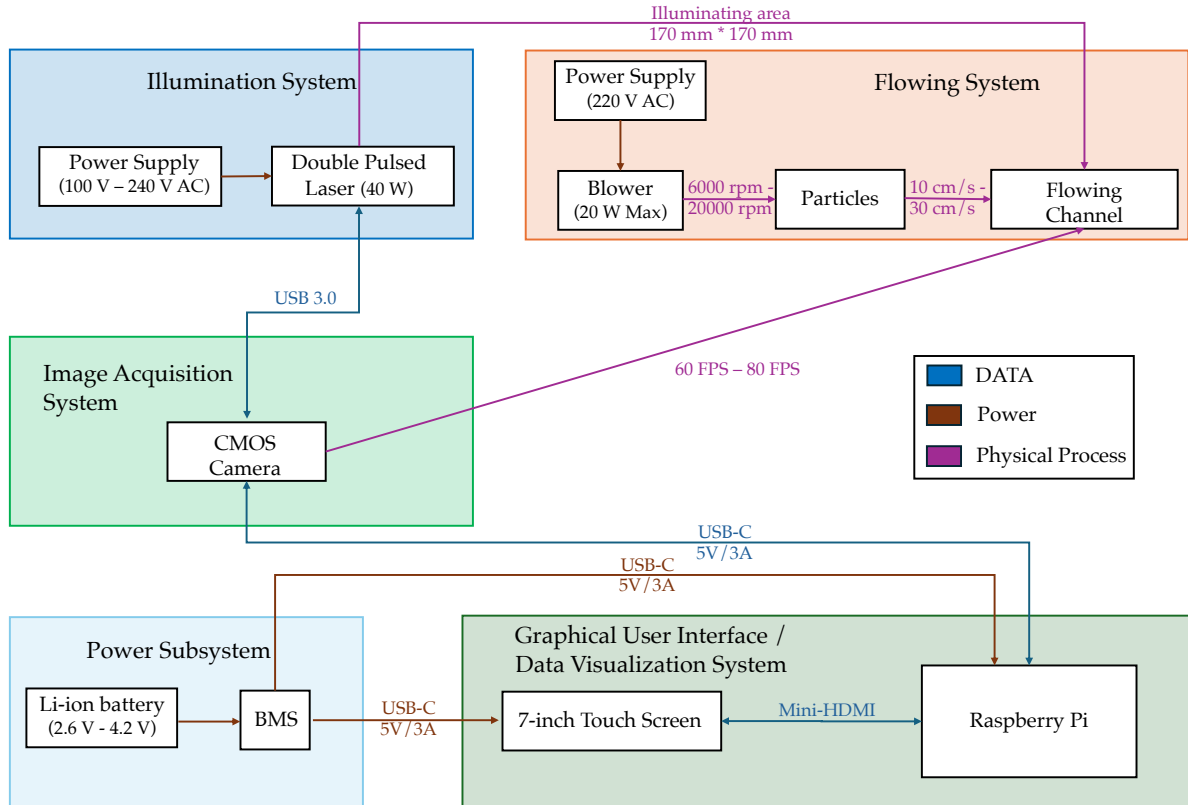 Illuminating area
170 mm * 170 mm
Illumination System
Power Supply
(100 V – 240 V AC)
Double Pulsed
Laser (40 W)
Flowing System
Power Supply
(220 V AC)
Blower
(20 W Max)
6000 rpm -
20000 rpm
Particles
10 cm/s -
30 cm/s
Flowing
Channel
USB 3.0
Image Acquisition
System
CMOS
Camera
60 FPS – 80 FPS
DATA
Power
Physical Process
USB-C
5V/3A
USB-C
5V/3A
Power Subsystem
Li-ion battery
(2.6 V - 4.2 V)
BMS
USB-C
5V/3A
Graphical User Interface /
Data Visualization System
7-inch Touch Screen
Mini-HDMI
Raspberry Pi